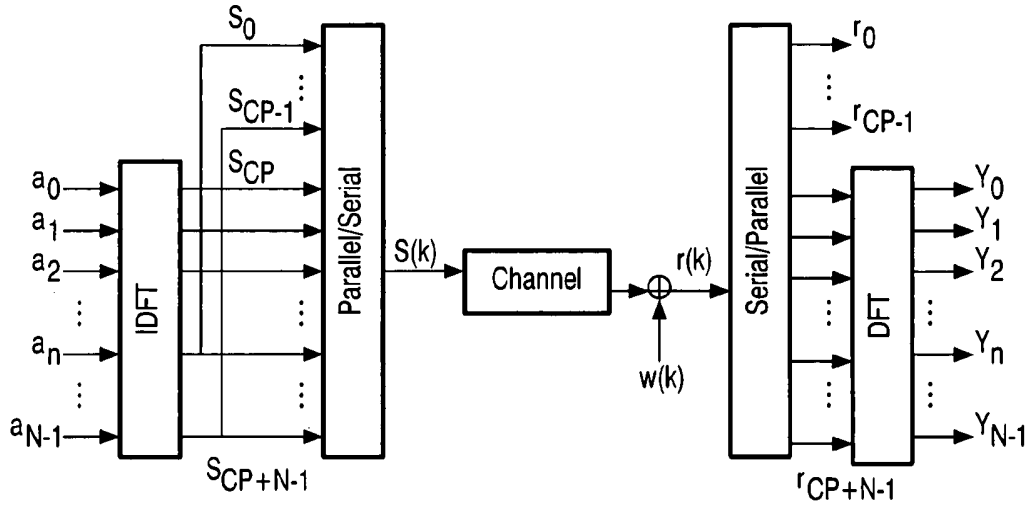 S0
⋮
SCP-1
SCP
a0
a1
a2
⋮
an
⋮
aN-1
IDFT
⋮
⋮
SCP+N-1
Parallel/Serial
S(k)
Channel
r(k)
w(k)
Serial/Parallel
r0
⋮
rCP-1
⋮
⋮
rCP+N-1
DFT
Y0
Y1
Y2
⋮
Yn
⋮
YN-1